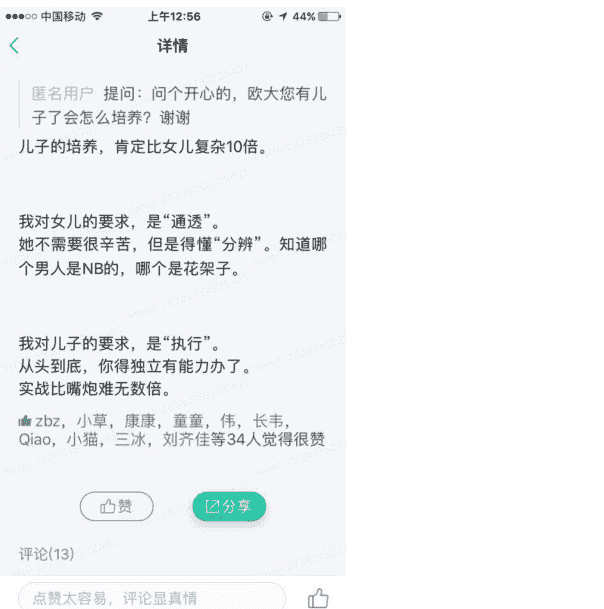 中国移动 上午12:56 44%
详情
匿名用户 提问：问个开心的，欧大您有儿
子了会怎么培养？谢谢
儿子的培养，肯定比女儿复杂10倍。
我对女儿的要求，是“通透”。
她不需要很辛苦，但是得懂“分辨”。知道哪
个男人是NB的，哪个是花架子。
我对儿子的要求，是“执行”。
从头到底，你得独立有能力办了。
实战比嘴炮难无数倍。
zbz，小草，康康，童童，伟，长韦，
Qiao，小猫，三冰，刘齐佳等34人觉得很赞
赞 分享
评论(13)
点赞太容易，评论显真情